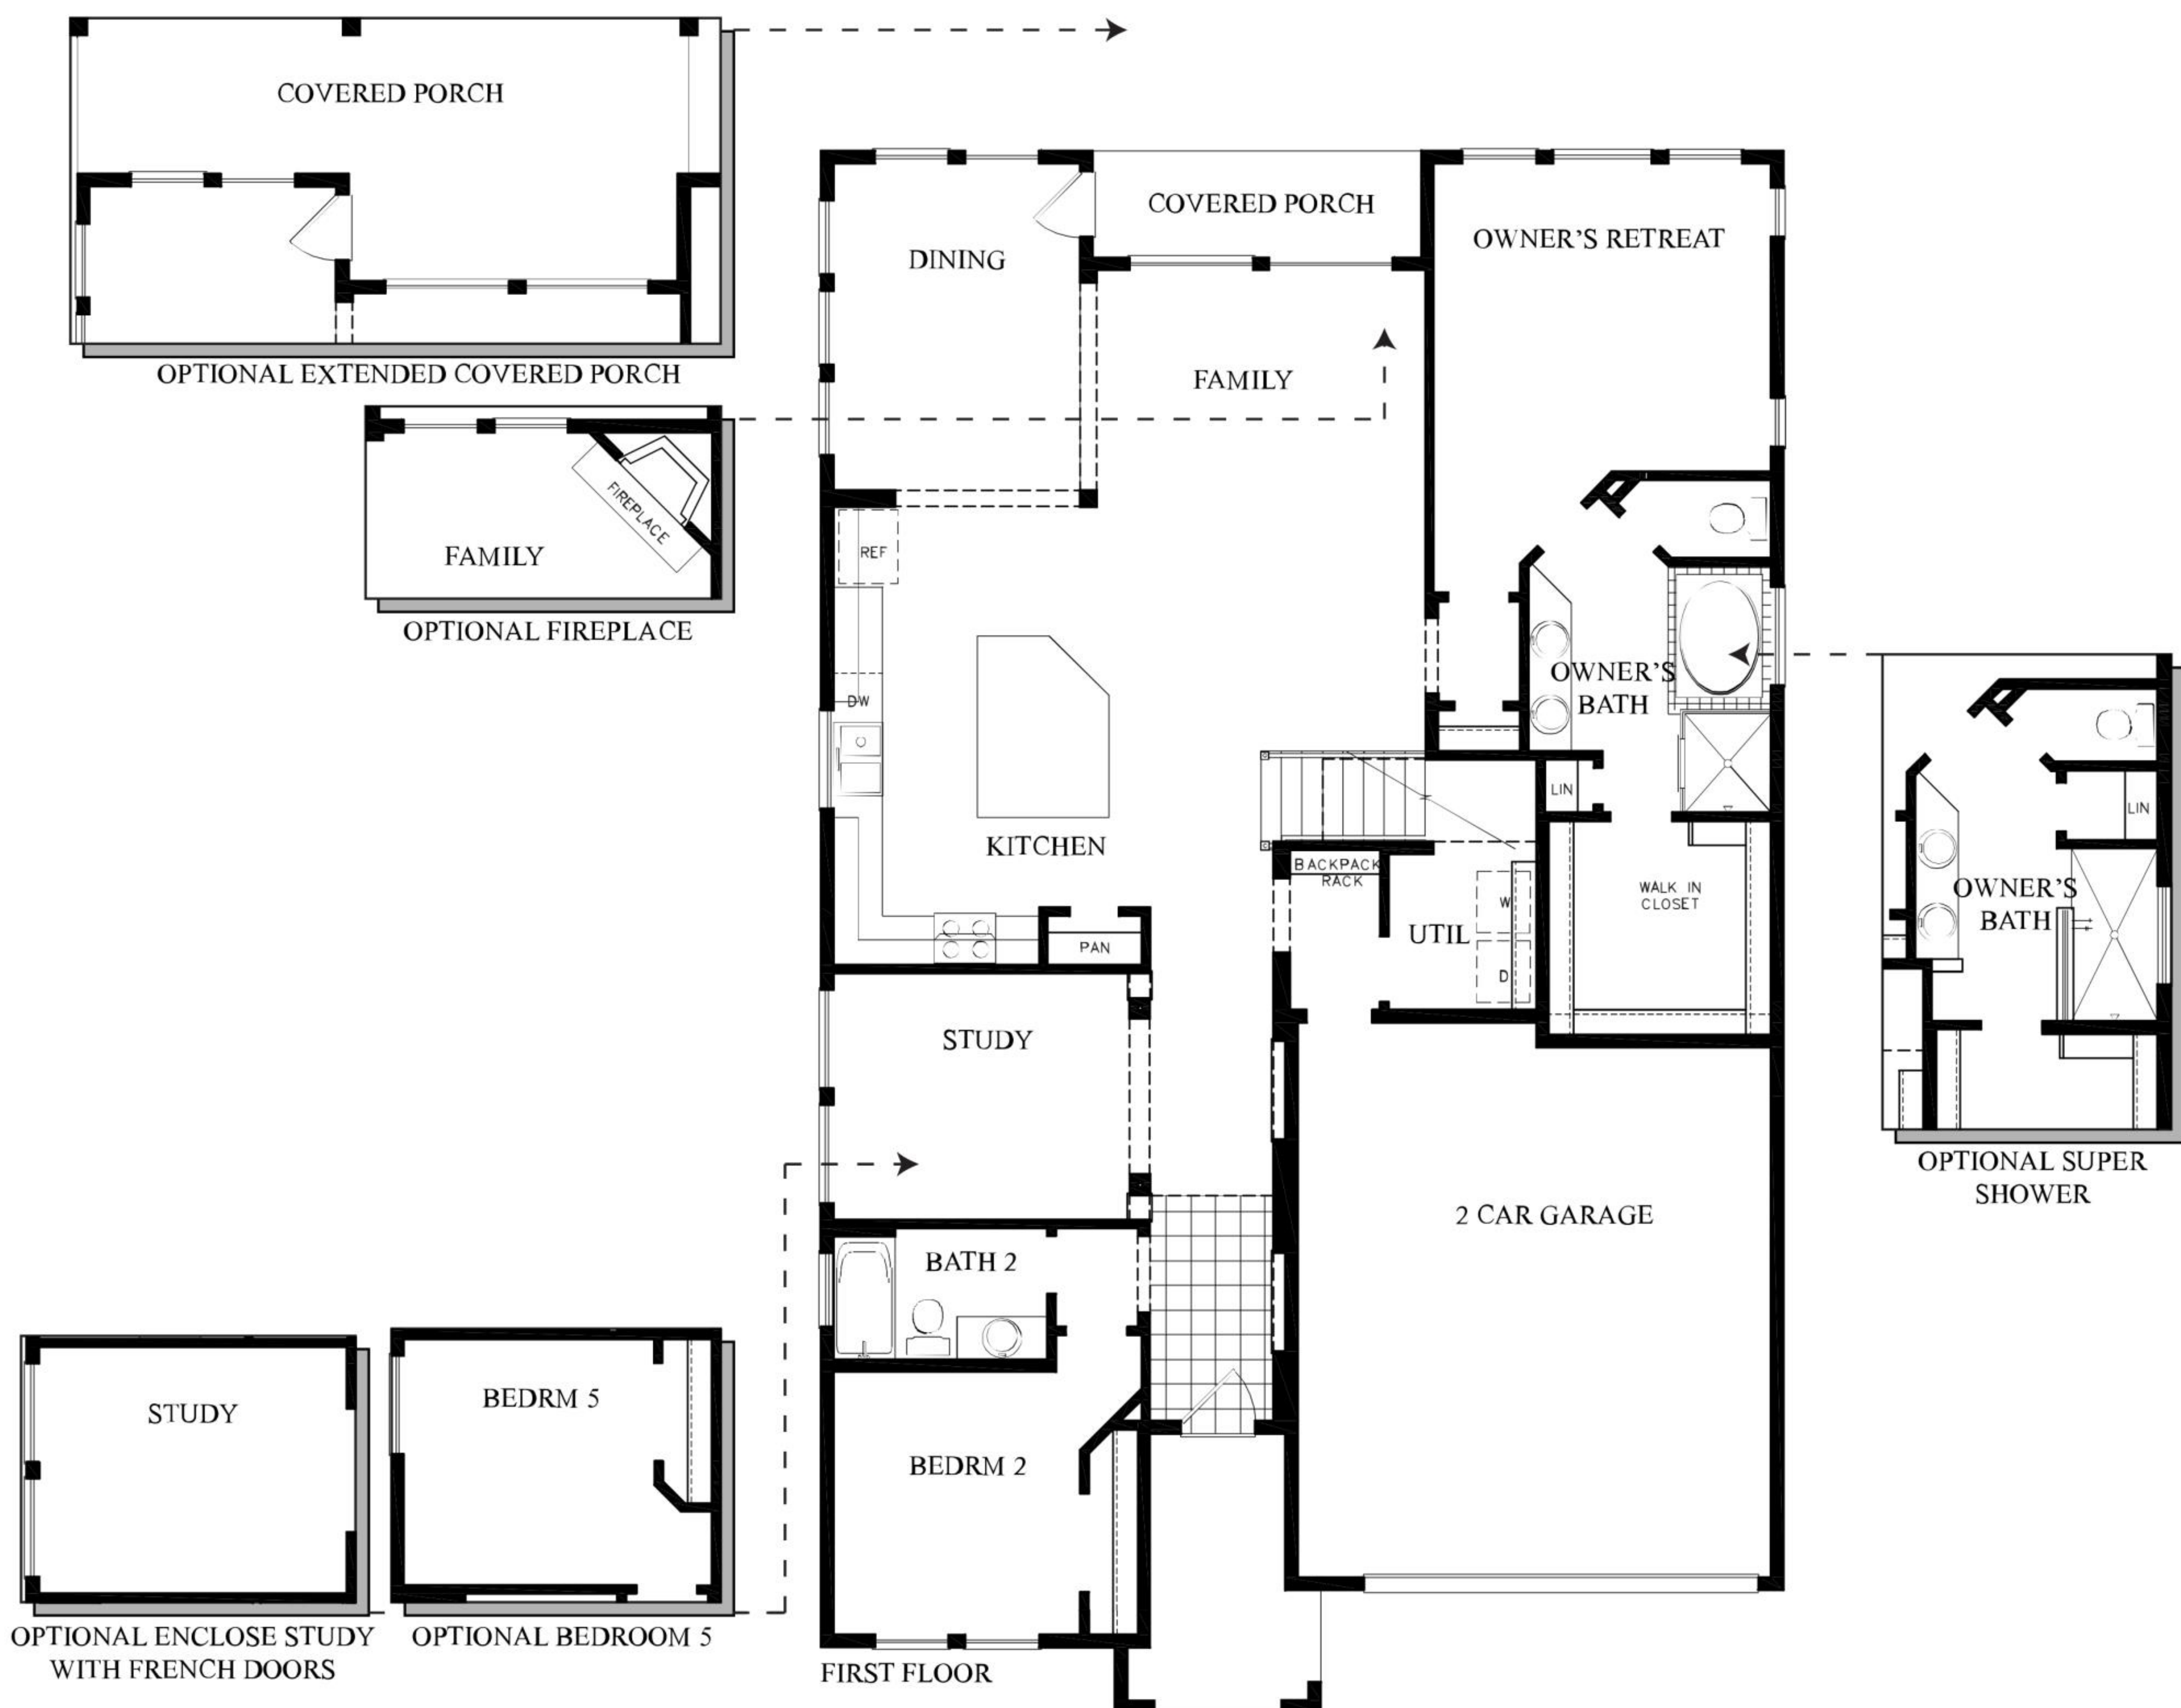 COVERED PORCH
OPTIONAL EXTENDED COVERED PORCH
FIREPLACE
FAMILY
OPTIONAL FIREPLACE
COVERED PORCH
OWNER'S RETREAT
DINING
FAMILY
REF
DW
OWNER'S
BATH
LIN
KITCHEN
BACKPACK
RACK
WALK IN
CLOSET
W
UTIL
D
PAN
STUDY
2 CAR GARAGE
BATH 2
BEDRM 2
FIRST FLOOR
LIN
OWNER'S
BATH
OPTIONAL SUPER
SHOWER
STUDY
OPTIONAL ENCLOSE STUDY
WITH FRENCH DOORS
BEDRM 5
OPTIONAL BEDROOM 5